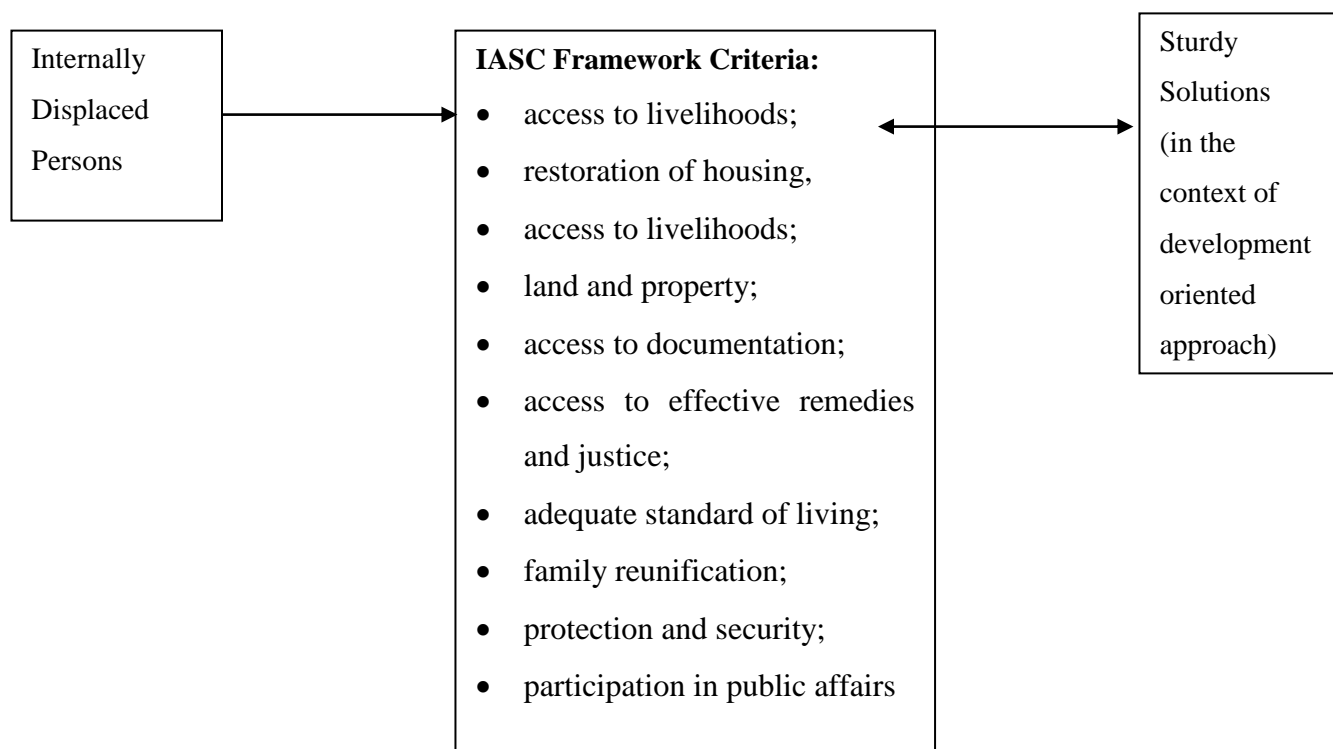 Internally
Displaced
Persons
IASC Framework Criteria:
• access to livelihoods;
• restoration of housing,
• access to livelihoods;
• land and property;
• access to documentation;
• access to effective remedies
and justice;
• adequate standard of living;
• family reunification;
• protection and security;
• participation in public affairs
Sturdy
Solutions
(in the
context of
development
oriented
approach)